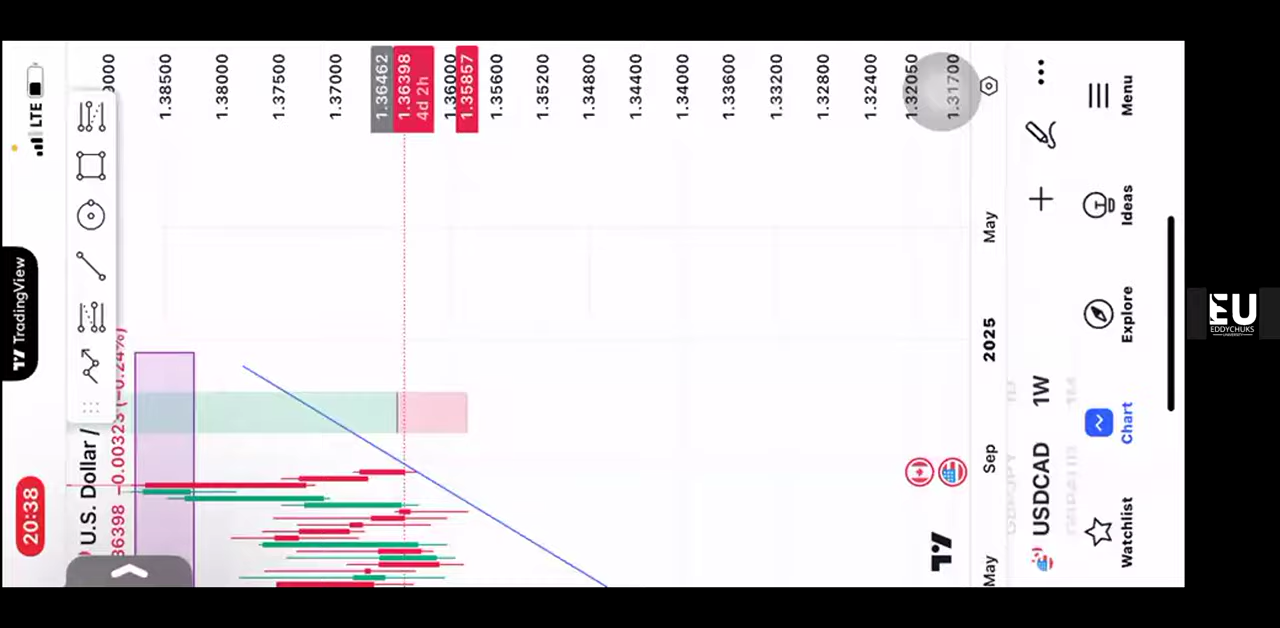 20:38
TradingView
LTE
U.S. Dollar /
36398 −0.00323 (−0.24%)
1.38500
1.38000
1.37500
1.37000
1.36462
1.36398
4d 2h
1.36000
1.35857
1.35600
1.35200
1.34800
1.34400
1.34000
1.33600
1.33200
1.32800
1.32400
1.32050
1.31700
May
Sep
2025
May
USDCAD 1W
Watchlist
Chart
Explore
Ideas
Menu
EU
EDDYCHUKS
UNIVERSITY